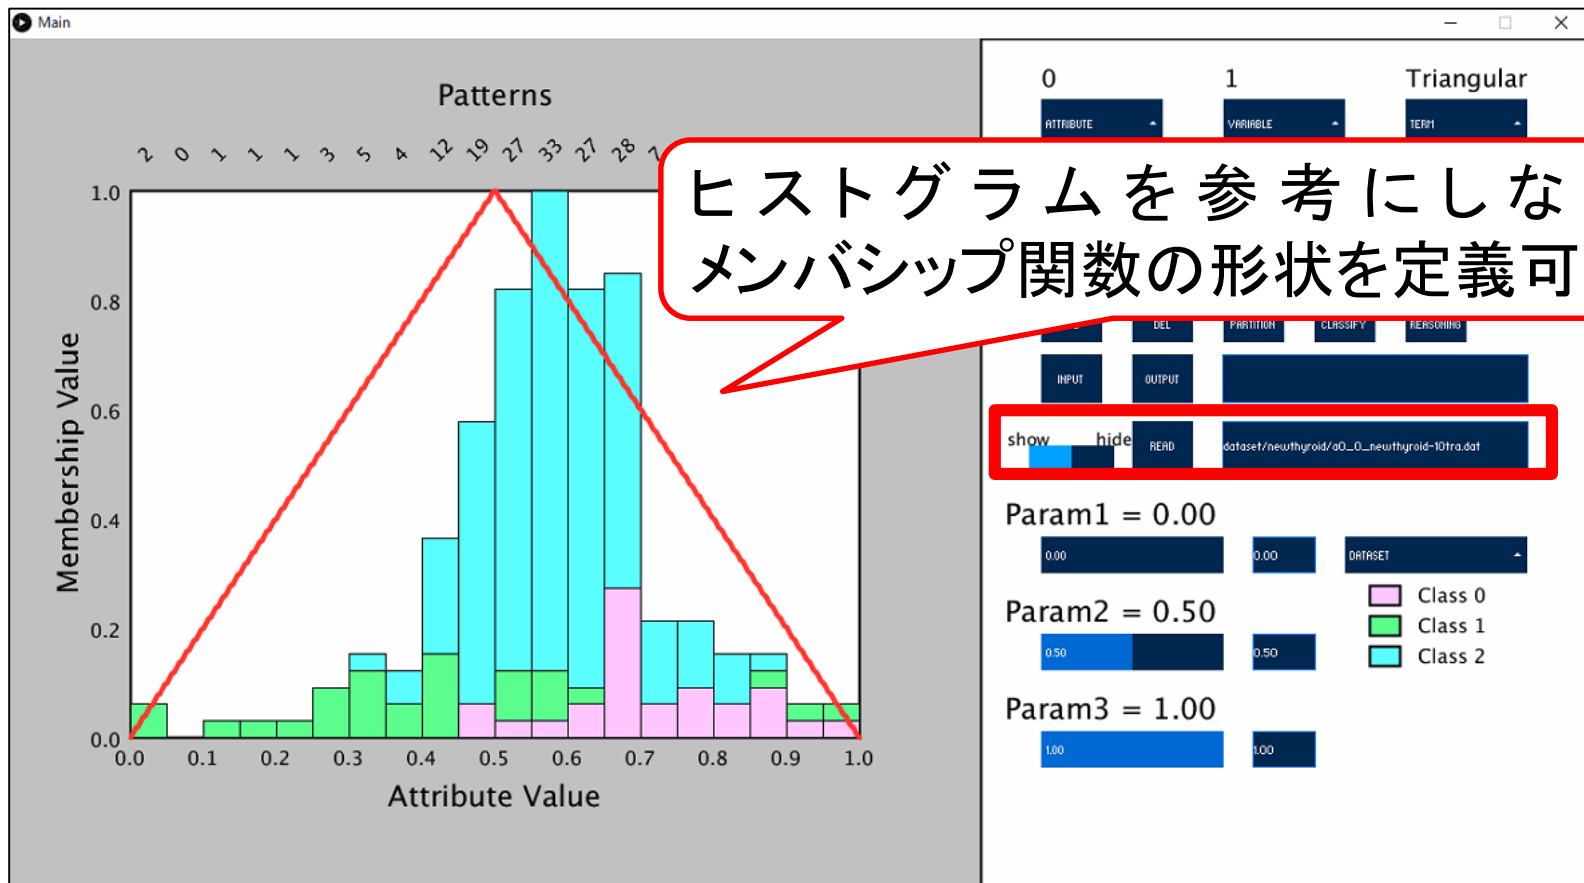 Main
Patterns
2 0 1 1 1 3 5 4 12 19 27 33 27 28 7
1.0
0.8
0.6
0.4
0.2
0.0
Membership Value
0.0 0.1 0.2 0.3 0.4 0.5 0.6 0.7 0.8 0.9 1.0
Attribute Value
0 1 Triangular
ATTRIBUTE VARIABLE TERM
ヒストグラムを参考にしな
メンバシップ関数の形状を定義可
DEL PARTITION CLASSIFY REASONING
INPUT OUTPUT
show hide READ dataset/newthyroid/a0_0_newthyroid-10tra.dat
Param1 = 0.00
0.00 0.00 DATASET
Class 0
Class 1
Class 2
Param2 = 0.50
0.50 0.50
Param3 = 1.00
1.00 1.00